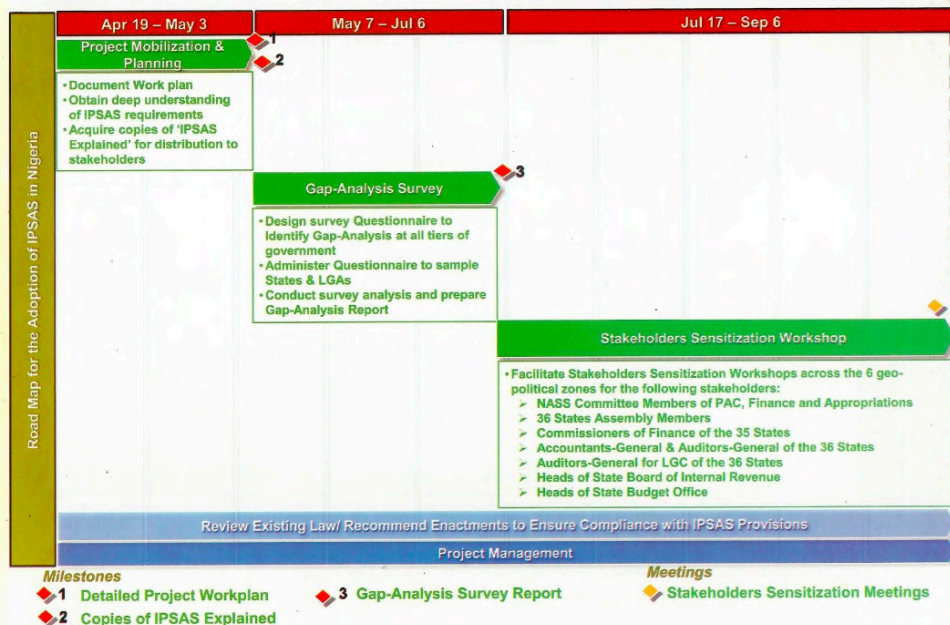 Apr 19 – May 3
May 7 – Jul 6
Jul 17 – Sep 6
Road Map for the Adoption of IPSAS in Nigeria
Project Mobilization &
Planning
1
2
•Document Work plan
•Obtain deep understanding
of IPSAS requirements
•Acquire copies of 'IPSAS
Explained' for distribution to
stakeholders
Gap-Analysis Survey
3
•Design survey Questionnaire to
Identify Gap-Analysis at all tiers of
government
•Administer Questionnaire to sample
States & LGAs
•Conduct survey analysis and prepare
Gap-Analysis Report
Stakeholders Sensitization Workshop
•Facilitate Stakeholders Sensitization Workshops across the 6 geo-
political zones for the following stakeholders:
➢ NASS Committee Members of PAC, Finance and Appropriations
➢ 36 States Assembly Members
➢ Commissioners of Finance of the 35 States
➢ Accountants-General & Auditors-General of the 36 States
➢ Auditors-General for LGC of the 36 States
➢ Heads of State Board of Internal Revenue
➢ Heads of State Budget Office
Review Existing Law/ Recommend Enactments to Ensure Compliance with IPSAS Provisions
Project Management
Milestones
1 Detailed Project Workplan
2 Copies of IPSAS Explained
3 Gap-Analysis Survey Report
Meetings
Stakeholders Sensitization Meetings